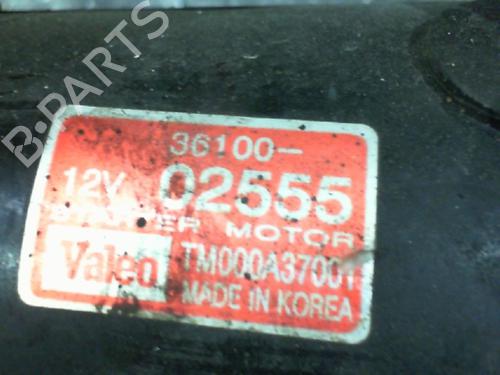 B-PARTS
36100-
12V 02555
STARTER MOTOR
Valeo TM000A37001
MADE IN KOREA